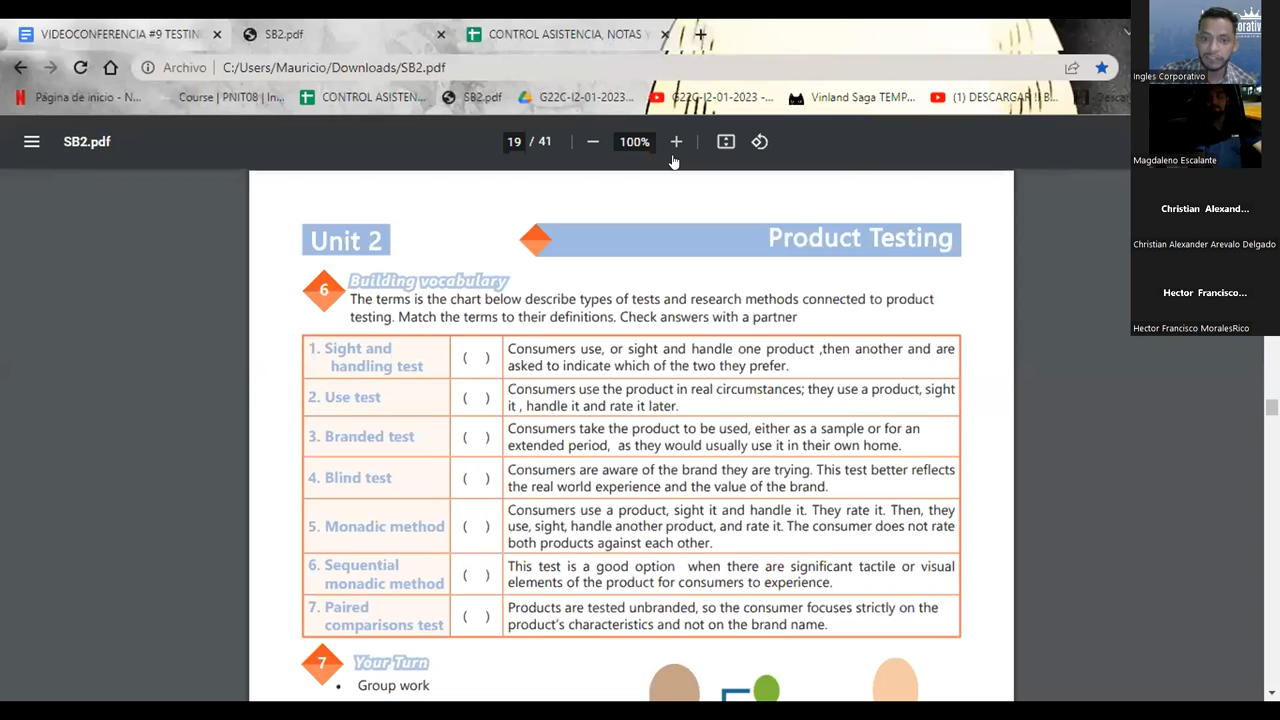 VIDEOCONFERENCIA #9 TESTIN
SB2.pdf
CONTROL ASISTENCIA, NOTAS Y
Archivo
C:/Users/Mauricio/Downloads/SB2.pdf
Página de inicio - N...
Course | PNIT08 | In...
CONTROL ASISTEN...
SB2.pdf
G22C-I2-01-2023...
G22C-I2-01-2023 -...
Vinland Saga TEMP...
(1) DESCARGAR !! B...
SB2.pdf
19 / 41
100%
Ingles Corporativo
Magdaleno Escalante
Christian Alexand...
Christian Alexander Arevalo Delgado
Hector Francisco...
Hector Francisco MoralesRico
Unit 2
Product Testing
6
Building vocabulary
The terms is the chart below describe types of tests and research methods connected to product
testing. Match the terms to their definitions. Check answers with a partner
1. Sight and
handling test
( )
Consumers use, or sight and handle one product ,then another and are
asked to indicate which of the two they prefer.
2. Use test
( )
Consumers use the product in real circumstances; they use a product, sight
it , handle it and rate it later.
3. Branded test
( )
Consumers take the product to be used, either as a sample or for an
extended period, as they would usually use it in their own home.
4. Blind test
( )
Consumers are aware of the brand they are trying. This test better reflects
the real world experience and the value of the brand.
5. Monadic method
( )
Consumers use a product, sight it and handle it. They rate it. Then, they
use, sight, handle another product, and rate it. The consumer does not rate
both products against each other.
6. Sequential
monadic method
( )
This test is a good option when there are significant tactile or visual
elements of the product for consumers to experience.
7. Paired
comparisons test
( )
Products are tested unbranded, so the consumer focuses strictly on the
product's characteristics and not on the brand name.
7
Your Turn
• Group work